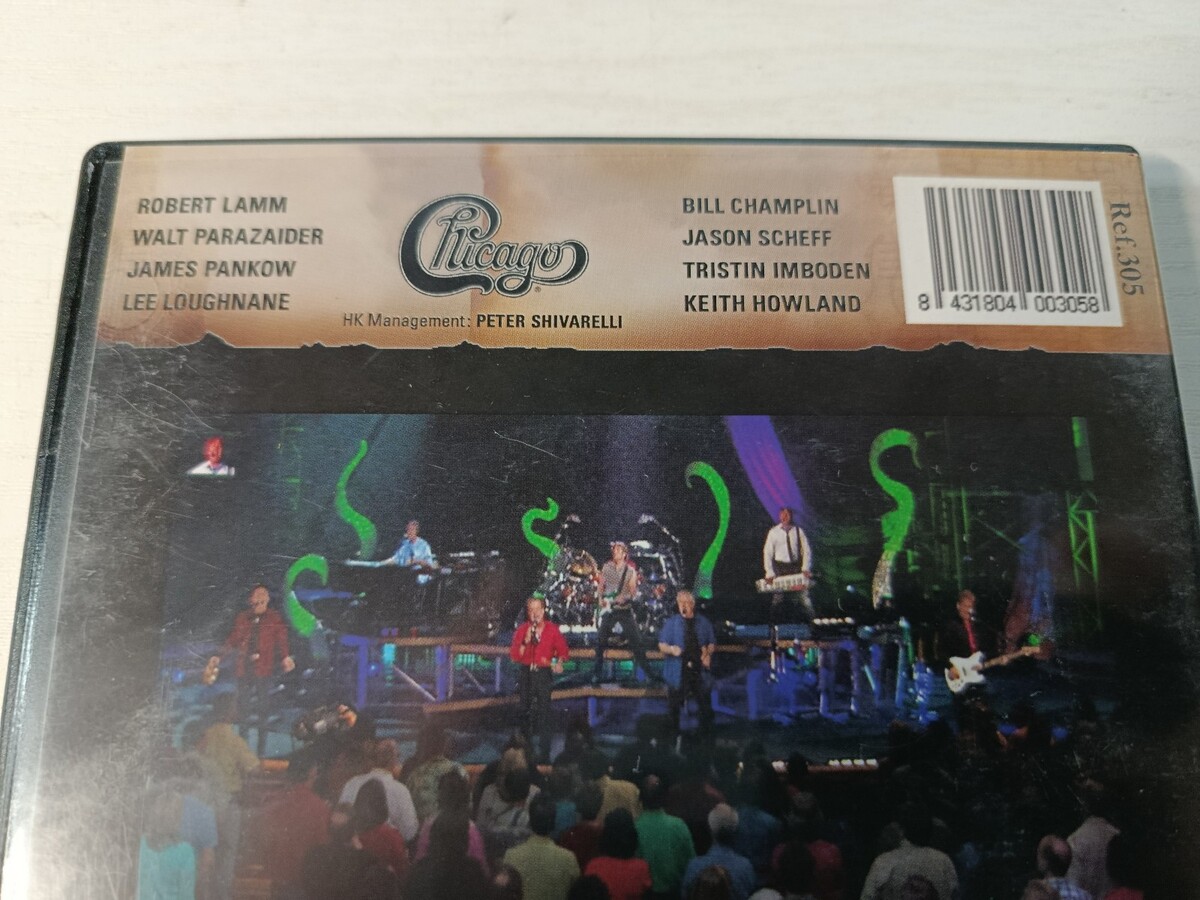 ROBERT LAMM
WALT PARAZAIDER
JAMES PANKOW
LEE LOUGHNANE
Chicago
HK Management: PETER SHIVARELLI
BILL CHAMPLIN
JASON SCHEFF
TRISTIN IMBODEN
KEITH HOWLAND
8 431804 003058
Ref.305